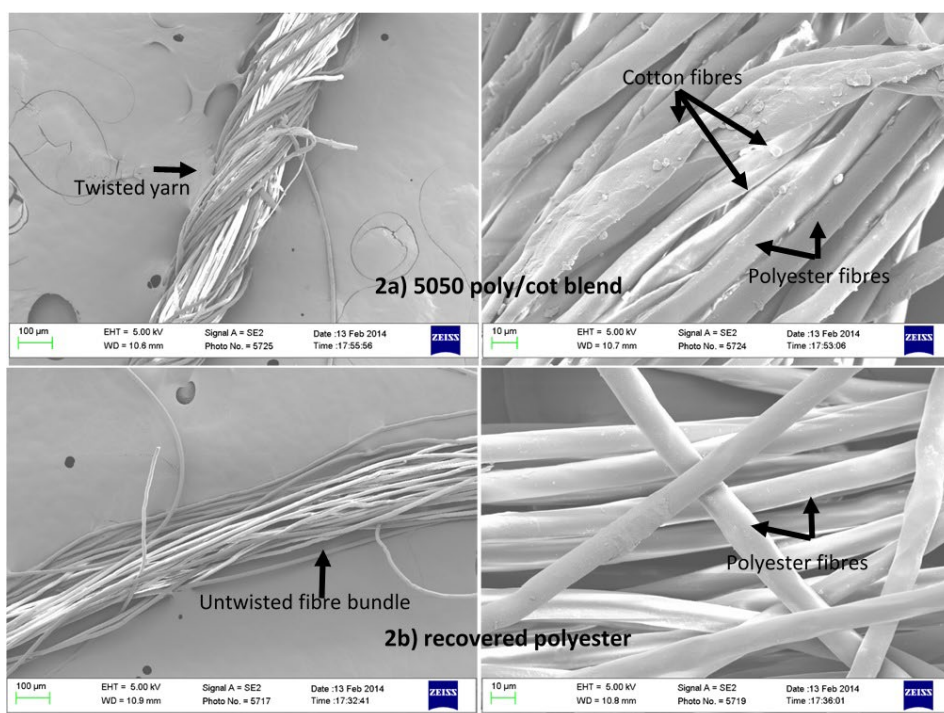 Twisted yarn
Cotton fibres
Polyester fibres
2a) 5050 poly/cot blend
100 µm
EHT = 5.00 kV Signal A = SE2 Date :13 Feb 2014
WD = 10.6 mm Photo No. = 5725 Time :17:55:56
ZEISS
10 µm
EHT = 5.00 kV Signal A = SE2 Date :13 Feb 2014
WD = 10.7 mm Photo No. = 5724 Time :17:53:06
ZEISS
Untwisted fibre bundle
Polyester fibres
2b) recovered polyester
100 µm
EHT = 5.00 kV Signal A = SE2 Date :13 Feb 2014
WD = 10.9 mm Photo No. = 5717 Time :17:32:41
ZEISS
10 µm
EHT = 5.00 kV Signal A = SE2 Date :13 Feb 2014
WD = 10.8 mm Photo No. = 5719 Time :17:36:01
ZEISS